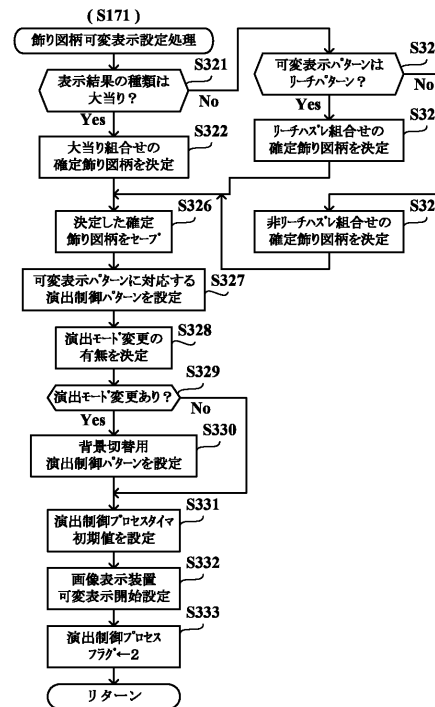 ( S171 )
飾り図柄可変表示設定処理
S321
表示結果の種類は
大当り？
No
Yes
S32
可変表示パターンは
リーチパターン？
No
Yes
S322
大当り組合せの
確定飾り図柄を決定
S32
リーチハズレ組合せの
確定飾り図柄を決定
S32
非リーチハズレ組合せの
確定飾り図柄を決定
S326
決定した確定
飾り図柄をセーブ
S327
可変表示パターンに対応する
演出制御パターンを設定
S328
演出モード変更の
有無を決定
S329
演出モード変更あり？
No
Yes
S330
背景切替用
演出制御パターンを設定
S331
演出制御プロセスタイマ
初期値を設定
S332
画像表示装置
可変表示開始設定
S333
演出制御プロセス
フラグ←2
リターン